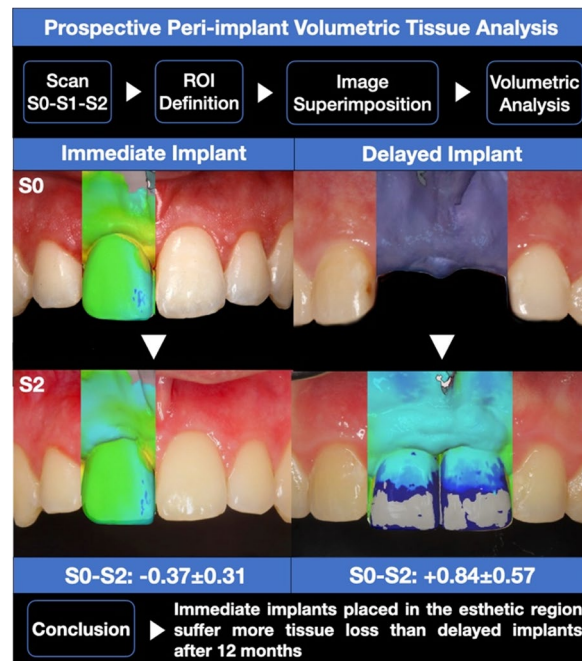 Prospective Peri-implant Volumetric Tissue Analysis
Scan
S0-S1-S2
ROI
Definition
Image
Superimposition
Volumetric
Analysis
Immediate Implant
Delayed Implant
S0
S2
S0-S2: -0.37±0.31
S0-S2: +0.84±0.57
Conclusion
Immediate implants placed in the esthetic region
suffer more tissue loss than delayed implants
after 12 months